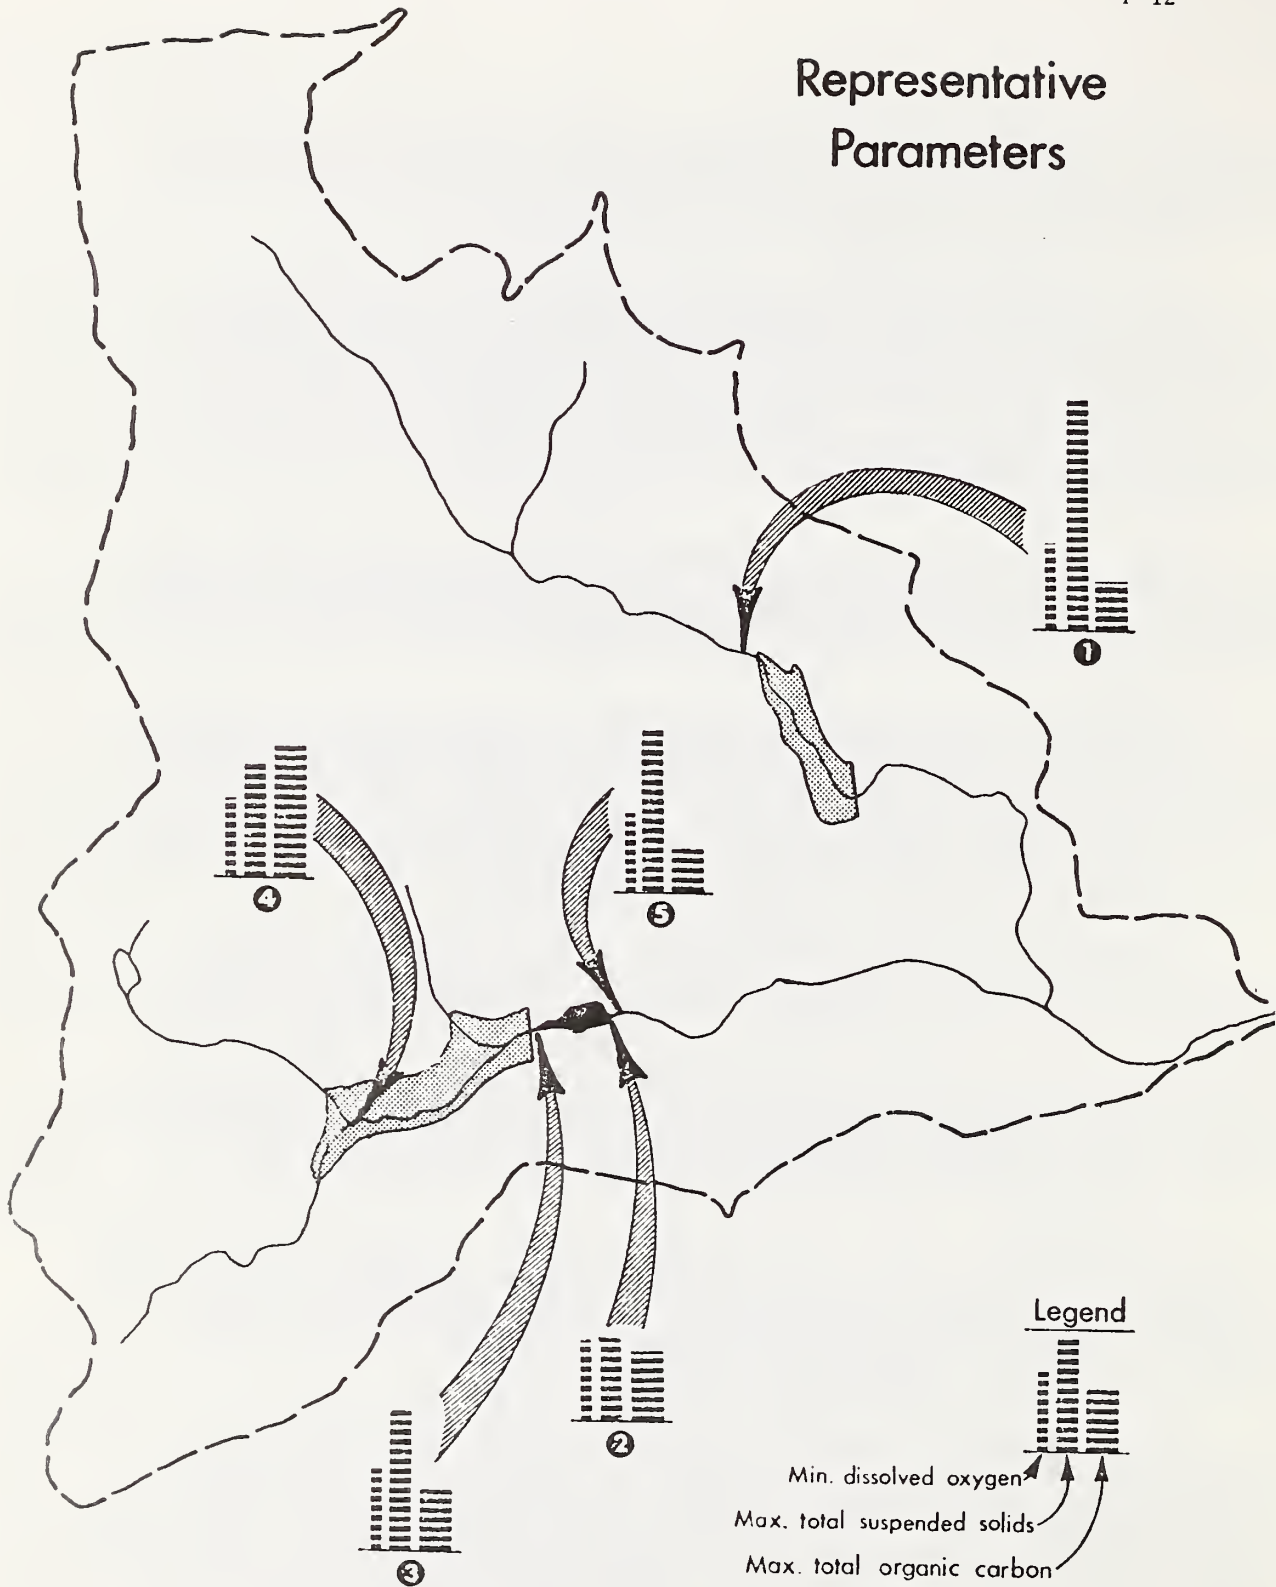 Representative
Parameters
1
4
5
2
3
Legend
Min. dissolved oxygen
Max. total suspended solids
Max. total organic carbon